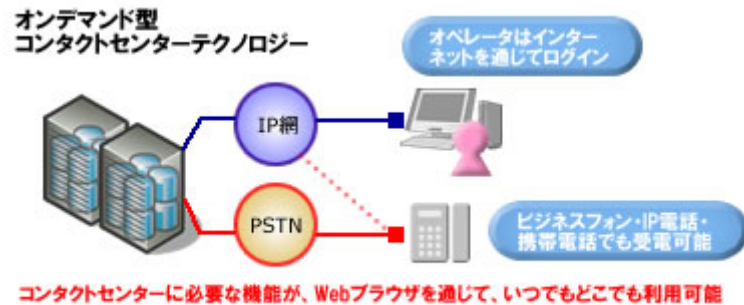 オンデマンド型
コンタクトセンターテクノロジー
オペレータはインター
ネットを通じてログイン
IP網
PSTN
ビジネスフォン・IP電話・
携帯電話でも受電可能
コンタクトセンターに必要な機能が、Webブラウザを通じて、いつでもどこでも利用可能